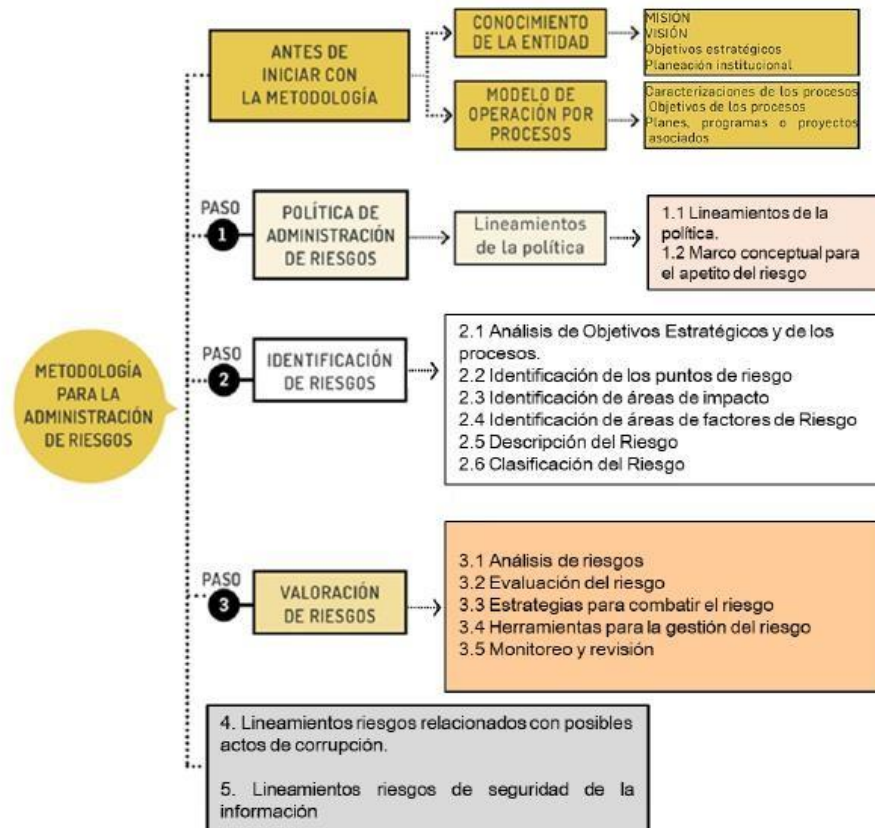 METODOLOGÍA
PARA LA
ADMINISTRACIÓN
DE RIESGOS
ANTES DE
INICIAR CON
LA METODOLOGÍA
CONOCIMIENTO
DE LA ENTIDAD
MISIÓN
VISIÓN
Objetivos estratégicos
Planeación institucional
MODELO DE
OPERACIÓN POR
PROCESOS
Caracterizaciones de los procesos
Objetivos de los procesos
Planes, programas o proyectos
asociados
PASO
1
POLÍTICA DE
ADMINISTRACIÓN
DE RIESGOS
Lineamientos
de la política
1.1 Lineamientos de la
política.
1.2 Marco conceptual para
el apetito del riesgo
PASO
2
IDENTIFICACIÓN
DE RIESGOS
2.1 Análisis de Objetivos Estratégicos y de los
procesos.
2.2 Identificación de los puntos de riesgo
2.3 Identificación de áreas de impacto
2.4 Identificación de áreas de factores de Riesgo
2.5 Descripción del Riesgo
2.6 Clasificación del Riesgo
PASO
3
VALORACIÓN
DE RIESGOS
3.1 Análisis de riesgos
3.2 Evaluación del riesgo
3.3 Estrategias para combatir el riesgo
3.4 Herramientas para la gestión del riesgo
3.5 Monitoreo y revisión
4. Lineamientos riesgos relacionados con posibles
actos de corrupción.
5. Lineamientos riesgos de seguridad de la
información